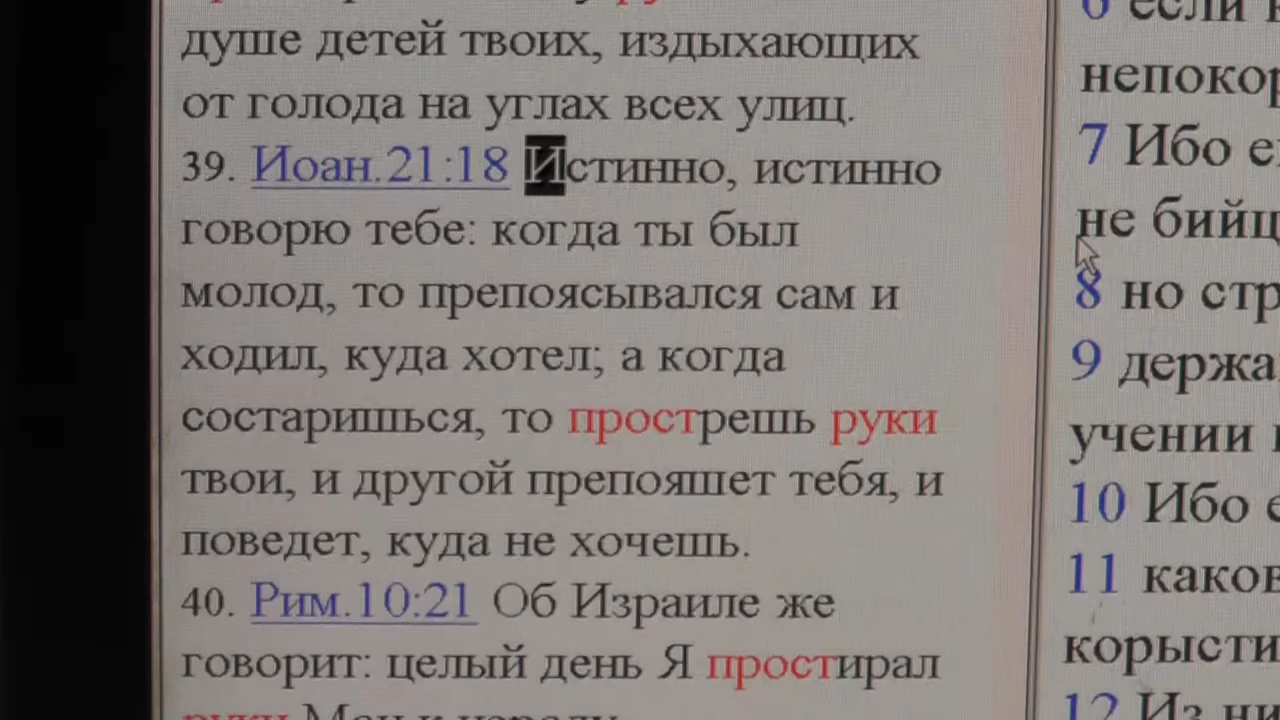 душе детей твоих, издыхающих
от голода на углах всех улиц.
39. Иоан.21:18 Истинно, истинно
говорю тебе: когда ты был
молод, то препоясывался сам и
ходил, куда хотел; а когда
состаришься, то прострешь руки
твои, и другой препояшет тебя, и
поведет, куда не хочешь.
40. Рим.10:21 Об Израиле же
говорит: целый день Я простирал
6 если
непокор
7 Ибо е
не бийц
8 но стр
9 держа
учении
10 Ибо е
11 каков
корысти
12 Из